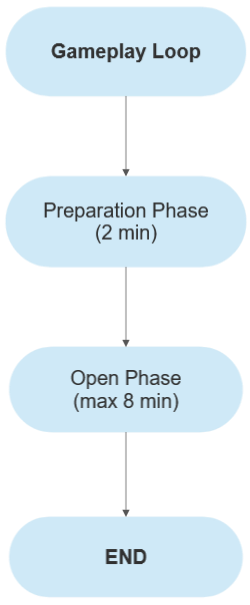 Gameplay Loop
Preparation Phase
(2 min)
Open Phase
(max 8 min)
END